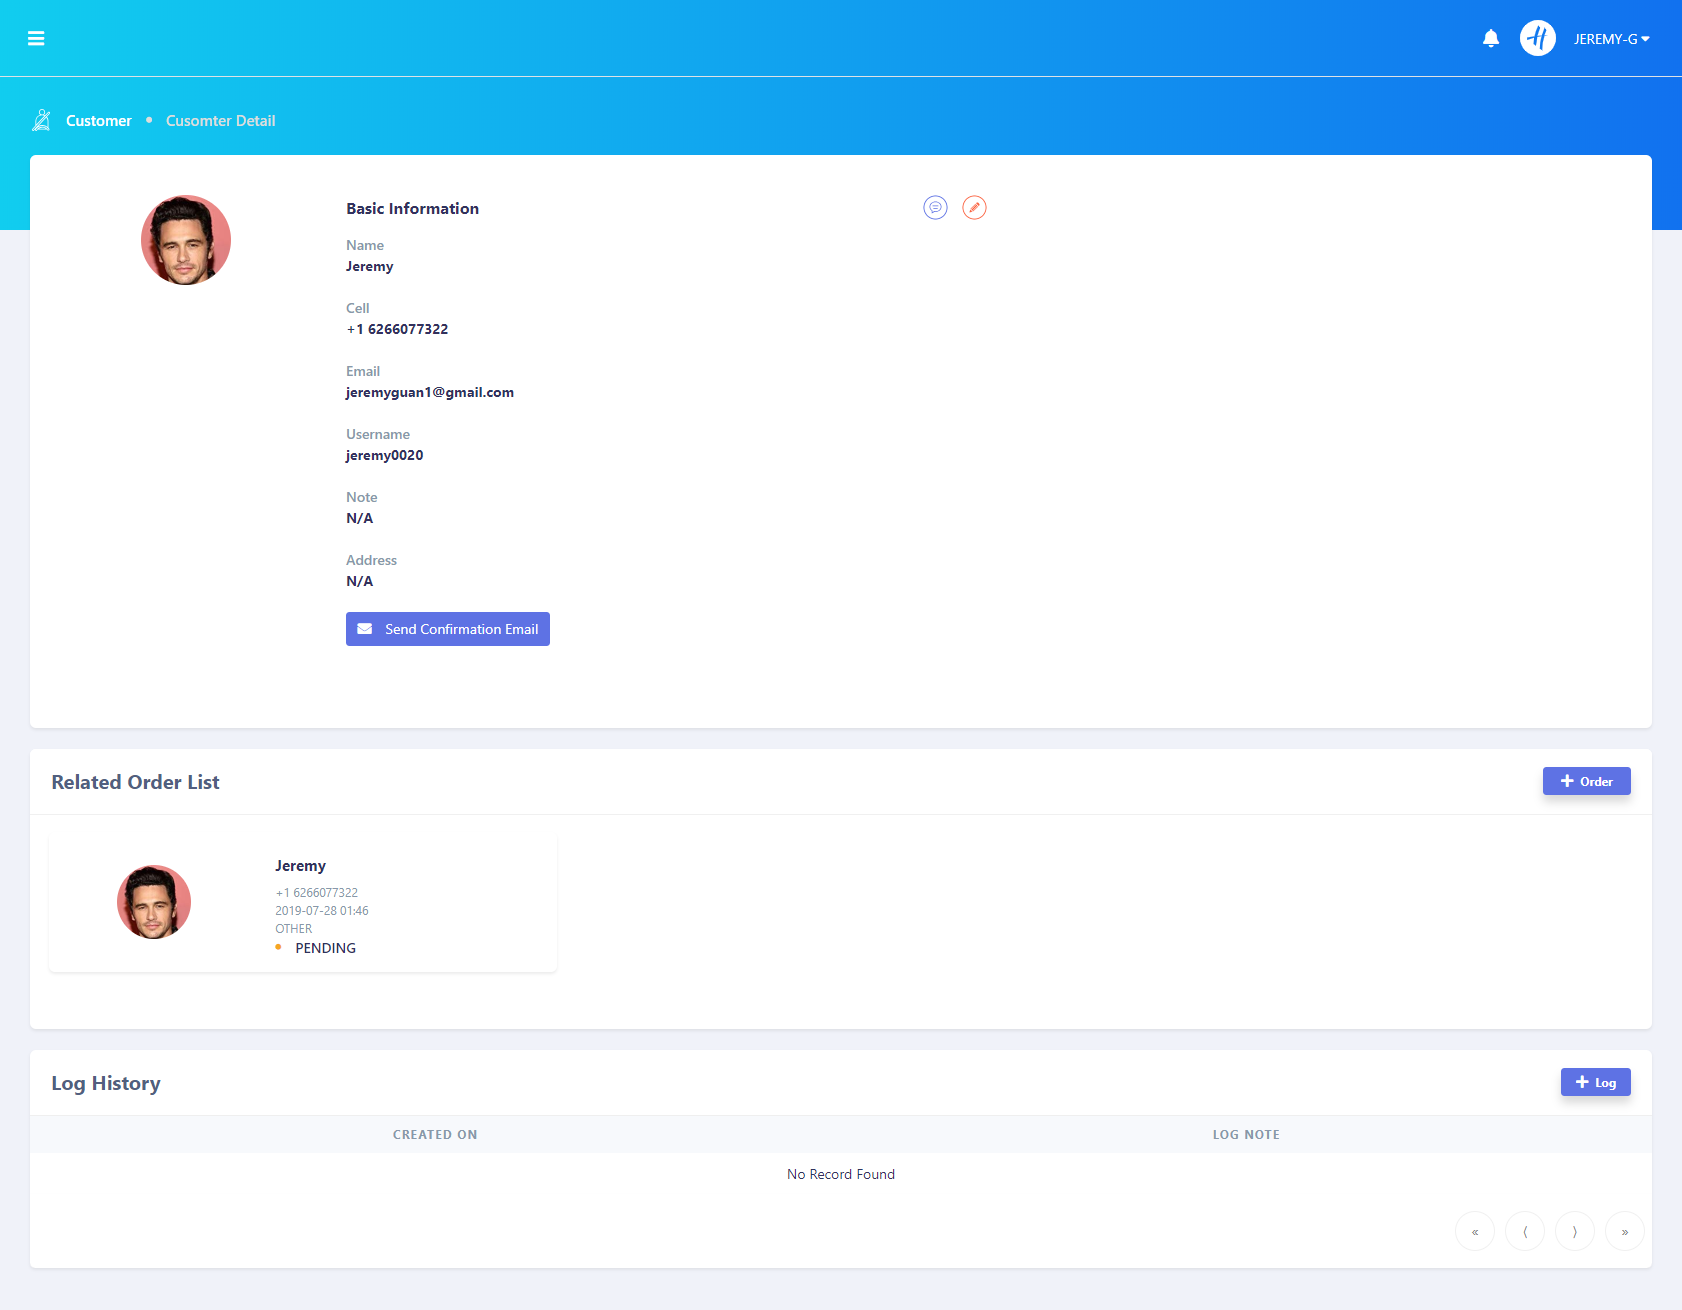 JEREMY-G
Customer • Cusomter Detail
Basic Information
Name
Jeremy
Cell
+1 6266077322
Email
jeremyguan1@gmail.com
Username
jeremy0020
Note
N/A
Address
N/A
Send Confirmation Email
Related Order List
+ Order
Jeremy
+1 6266077322
2019-07-28 01:46
OTHER
• PENDING
Log History
+ Log
CREATED ON LOG NOTE
No Record Found
« ⟨ ⟩ »